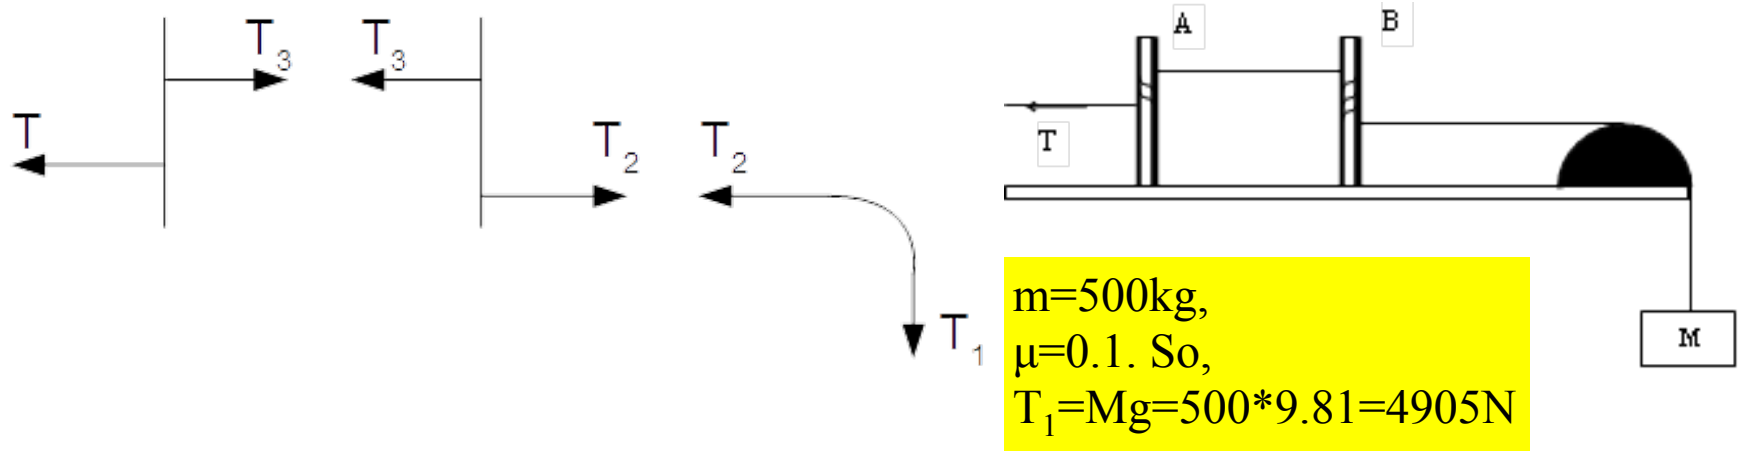 T
T3
T3
T2
T2
T1
A
B
T
M
m=500kg,
μ=0.1. So,
T1=Mg=500*9.81=4905N